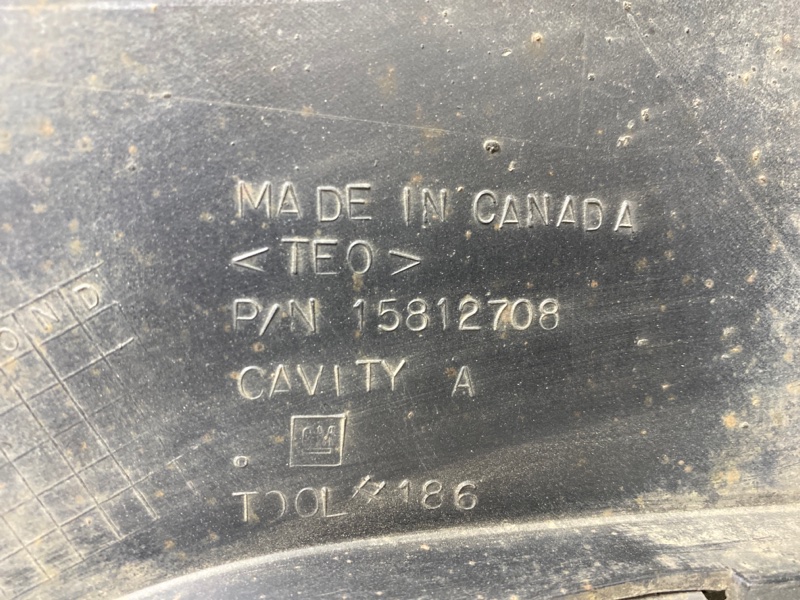 MADE IN CANADA
<TEO>
P/N 15812708
CAVITY A
GM
TOOL # 186
O N D